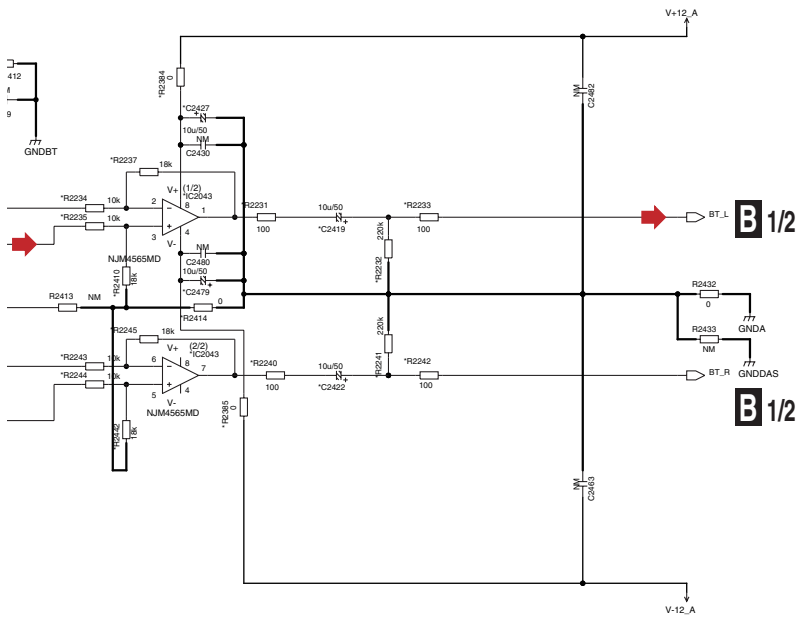 V+12_A
412
9
GNDBT
*R2384
0
*C2427
10u/50
NM
C2430
NM
C2482
*R2237
18k
V+
(1/2)
*IC2043
*R2234
10k
2
8
1
*R2235
10k
3
4
V-
NJM4565MD
*R2231
100
10u/50
*C2419
220k
*R2232
*R2233
100
BT_L
B 1/2
NM
C2480
10u/50
*C2479
*R2410
18k
R2413
NM
0
*R2414
R2432
0
GNDA
R2433
NM
GNDDAS
*R2245
18k
V+
(2/2)
*IC2043
*R2243
10k
6
8
7
*R2244
10k
5
4
V-
NJM4565MD
*R2240
100
10u/50
*C2422
220k
*R2241
*R2242
100
BT_R
B 1/2
*R2442
18k
*R2385
0
NM
C2463
V-12_A